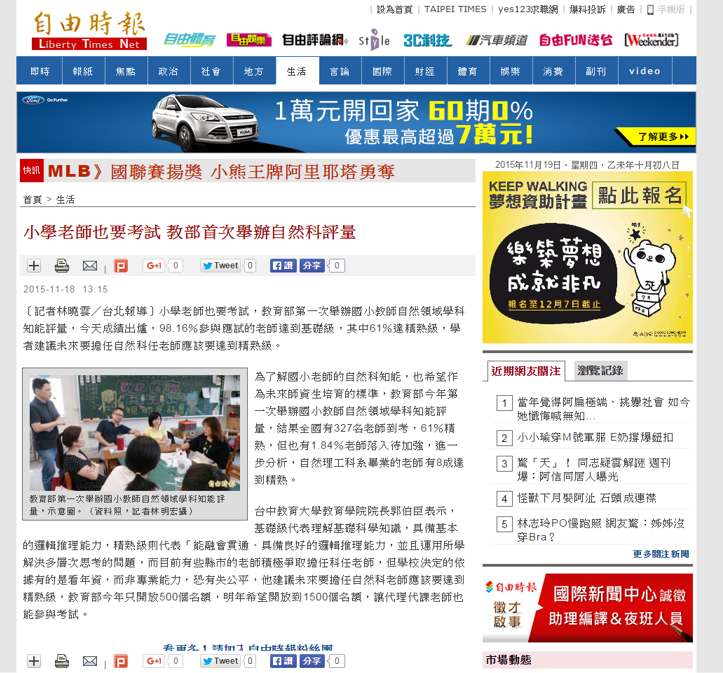 設為首頁 | TAIPEI TIMES | yes123求職網 | 爆料投訴 | 廣告 | 手機版 |
自由時報
Liberty Times Net
自由體育 自由娛樂 自由評論網 Style 3C科技 汽車頻道 自由FUN送台 Weekender
即時 報紙 焦點 政治 社會 地方 生活 言論 國際 財經 體育 娛樂 消費 副刊 video
Ford Go Further
1萬元開回家 60期0%
優惠最高超過7萬元!
了解更多
快訊 MLB》國聯賽揚獎 小熊王牌阿里耶塔勇奪
2015年11月19日‧星期四‧乙未年十月初八日
首頁 > 生活
小學老師也要考試 教部首次舉辦自然科評量
G+1 0 Tweet 0 讚 分享 0
2015-11-18 13:15
〔記者林曉雲／台北報導〕小學老師也要考試，教育部第一次舉辦國小教師自然領域學科
知能評量，今天成績出爐，98.16%參與應試的老師達到基礎級，其中61%達精熟級，學
者建議未來要擔任自然科任老師應該要達到精熟級。
教育部第一次舉辦國小教師自然領域學科知能評
量，示意圖。（資料照，記者林明宏攝）
為了解國小老師的自然科知能，也希望作
為未來師資生培育的標準，教育部今年第
一次舉辦國小教師自然領域學科知能評
量，結果全國有327名老師到考，61%精
熟，但也有1.84%老師落入待加強，進一
步分析，自然理工科系畢業的老師有8成達
到精熟。
台中教育大學教育學院院長郭伯臣表示，
基礎級代表理解基礎科學知識，具備基本
的邏輯推理能力，精熟級則代表「能融會貫通、具備良好的邏輯推理能力，並且運用所學
解決多層次思考的問題，而目前有些縣市的老師積極爭取擔任科任老師，但學校決定的依
據有的是看年資，而非專業能力，恐有失公平，他建議未來要擔任自然科老師應該要達到
精熟級，教育部今年只開放500個名額，明年希望開放到1500個名額，讓代理代課老師也
能參與考試。
看更多！請加入自由時報粉絲團
G+1 0 Tweet 0 讚 分享 0
KEEP WALKING
夢想資助計畫
點此報名
樂築夢想
成就非凡
報名至12月7日截止
近期網友關注 瀏覽記錄
1 當年覺得阿扁極端、挑釁社會 如今
她懺悔喊無知...
2 小小瑜穿M號軍服 E奶撐爆鈕扣
3 驚「天」！ 同志疑雲解謎 週刊
爆：阿信同居人曝光
4 怪獸下月娶阿沚 石頭成連襟
5 林志玲PO慢跑照 網友驚：姊姊沒
穿Bra？
更多關注新聞
自由時報
徵才
啟事
國際新聞中心 誠徵
助理編譯&夜班人員
市場動態